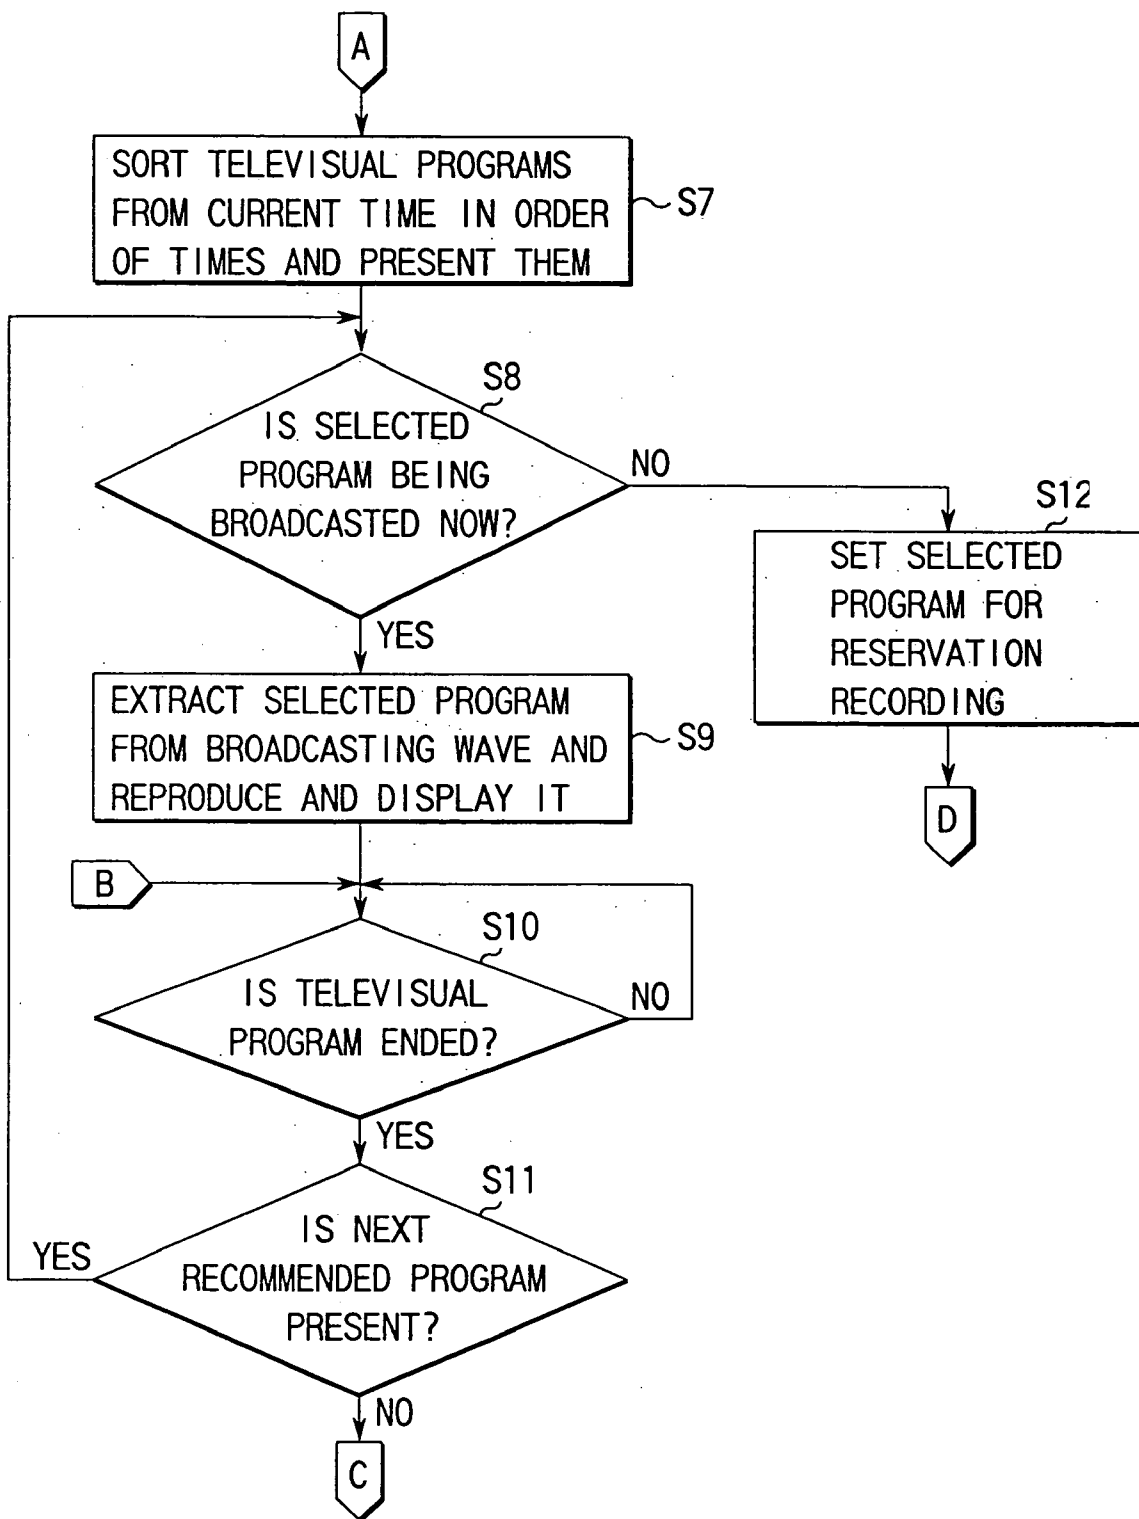 A
SORT TELEVISUAL PROGRAMS
FROM CURRENT TIME IN ORDER
OF TIMES AND PRESENT THEM
S7
S8
IS SELECTED
PROGRAM BEING
BROADCASTED NOW?
NO
YES
S12
SET SELECTED
PROGRAM FOR
RESERVATION
RECORDING
D
EXTRACT SELECTED PROGRAM
FROM BROADCASTING WAVE AND
REPRODUCE AND DISPLAY IT
S9
B
S10
IS TELEVISUAL
PROGRAM ENDED?
NO
YES
S11
IS NEXT
RECOMMENDED PROGRAM
PRESENT?
YES
NO
C